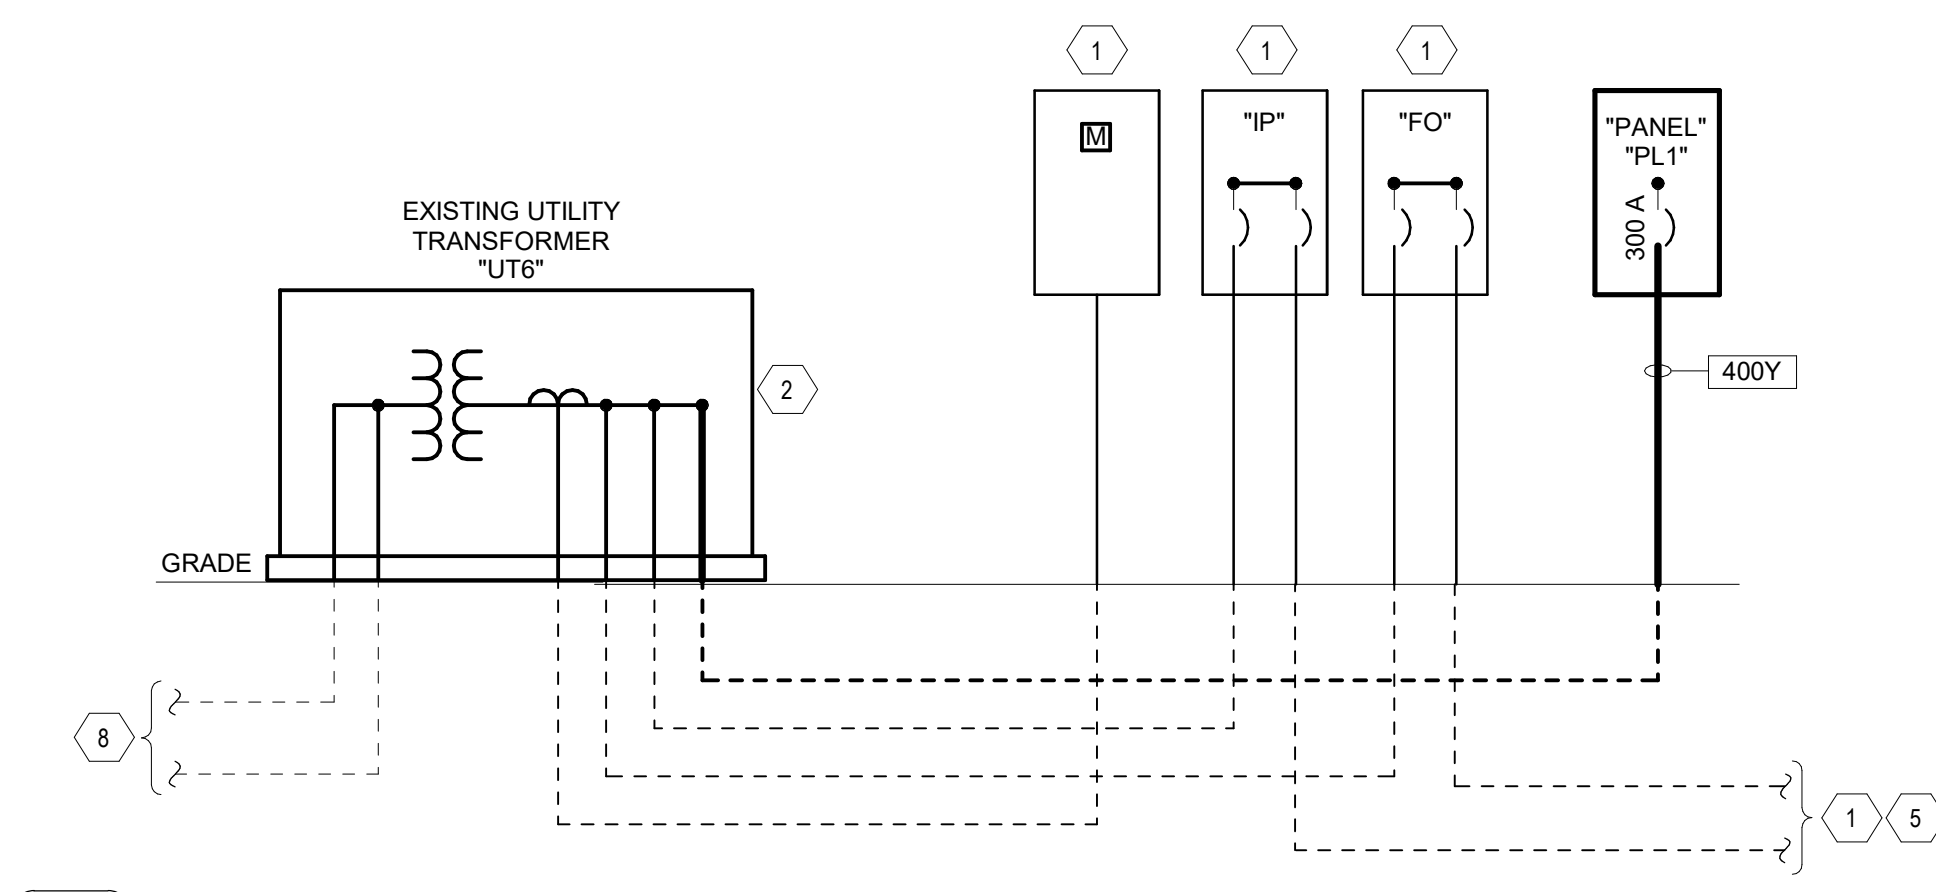 1
1
1
M
"IP"
"FO"
"PANEL"
"PL1"
300 A
EXISTING UTILITY
TRANSFORMER
"UT6"
400Y
2
GRADE
8
1
5